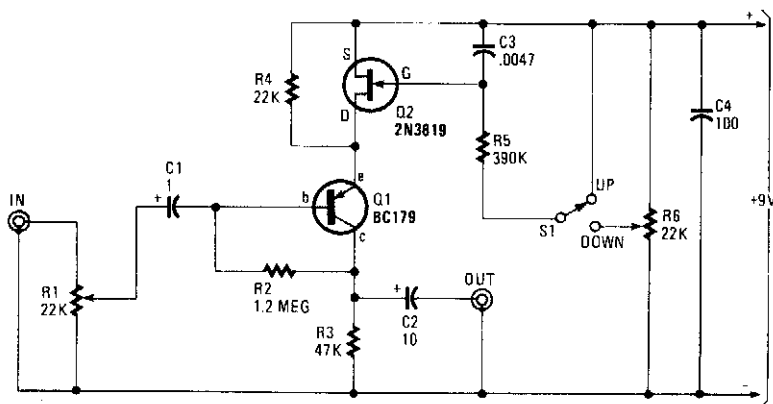 IN
R1
22K
+
C1
1
R4
22K
S
G
D
Q2
2N3819
b
e
c
Q1
BC179
R2
1.2 MEG
R3
47K
+
C2
10
OUT
C3
.0047
R5
390K
S1
UP
DOWN
R6
22K
C4
100
+
+9V
-